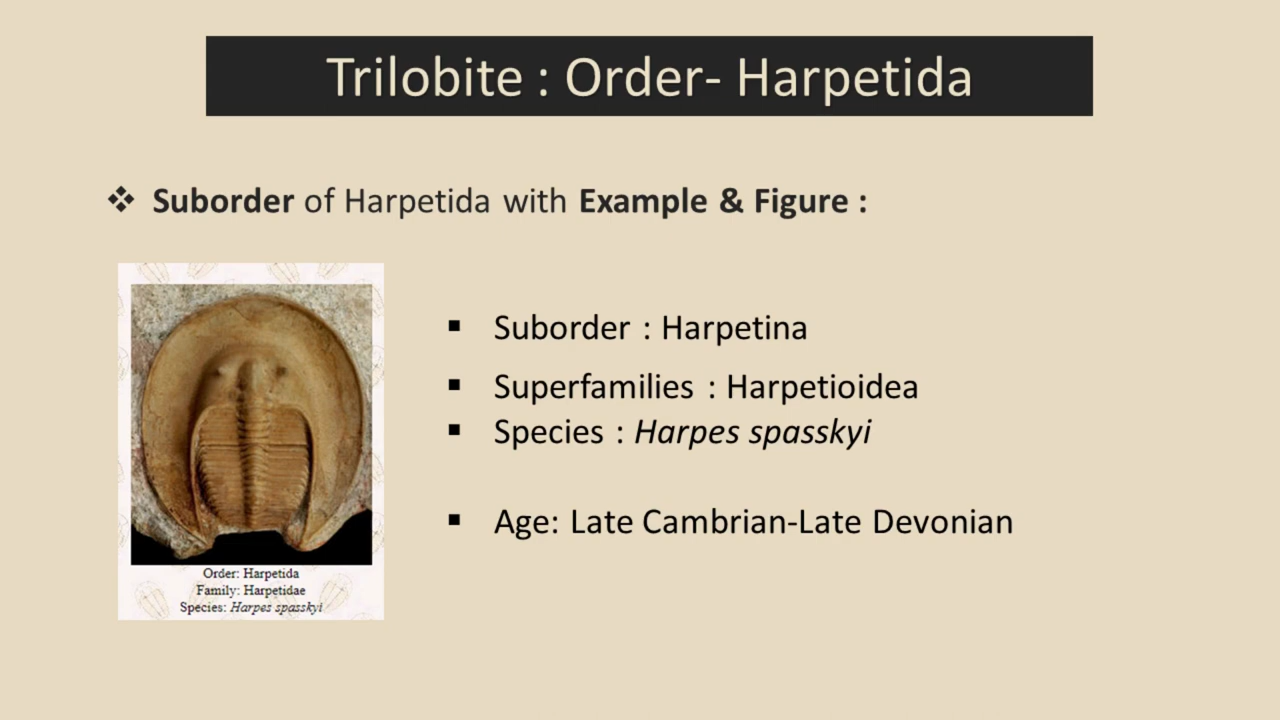 Trilobite : Order- Harpetida
❖ Suborder of Harpetida with Example & Figure :
▪ Suborder : Harpetina
▪ Superfamilies : Harpetioidea
▪ Species : Harpes spasskyi
▪ Age: Late Cambrian-Late Devonian
Order: Harpetida
Family: Harpetidae
Species: Harpes spasskyi